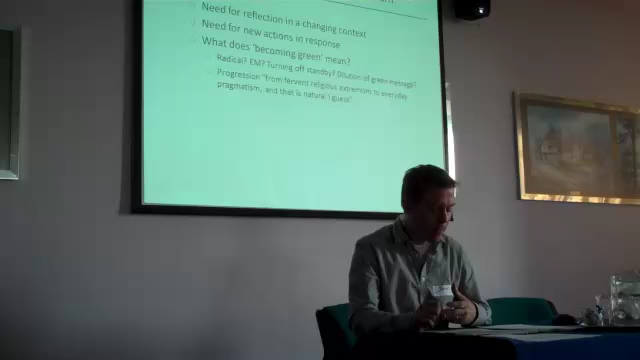 Need for reflection in a changing context
Need for new actions in response
What does 'becoming green' mean?
Radical? EM? Turning off standby? Dilution of green message?
Progression "from fervent religious extremism to everyday
pragmatism, and that is natural I guess"